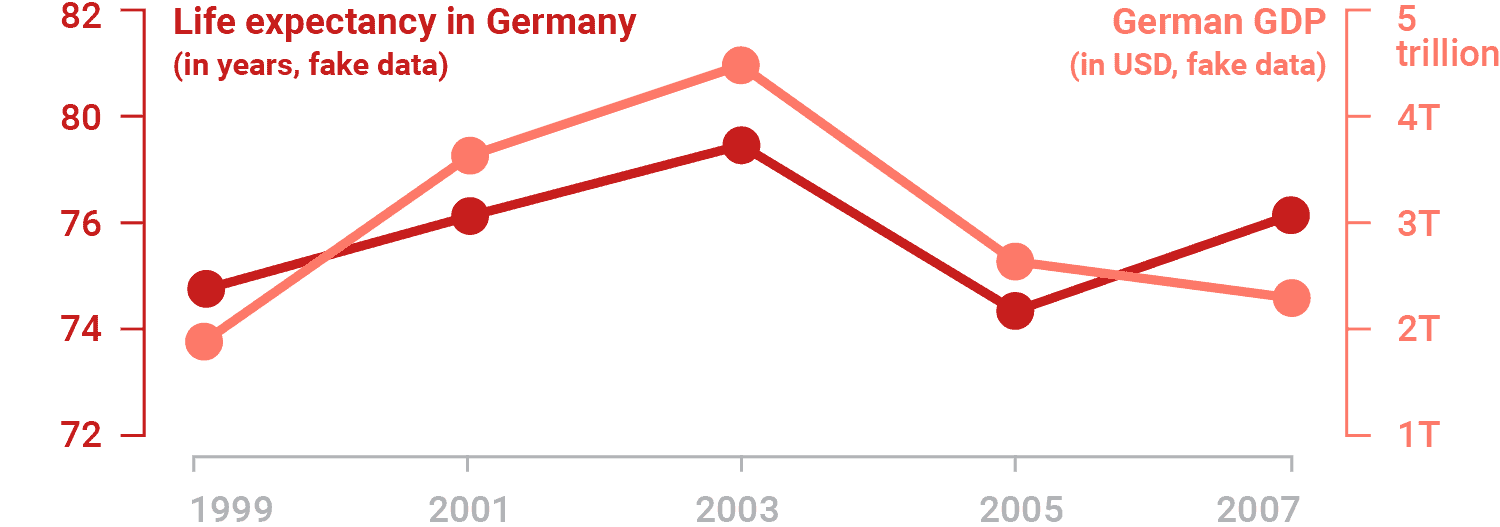 82
Life expectancy in Germany
(in years, fake data)
80
76
74
72
German GDP
(in USD, fake data)
5
trillion
4T
3T
2T
1T
1999
2001
2003
2005
2007